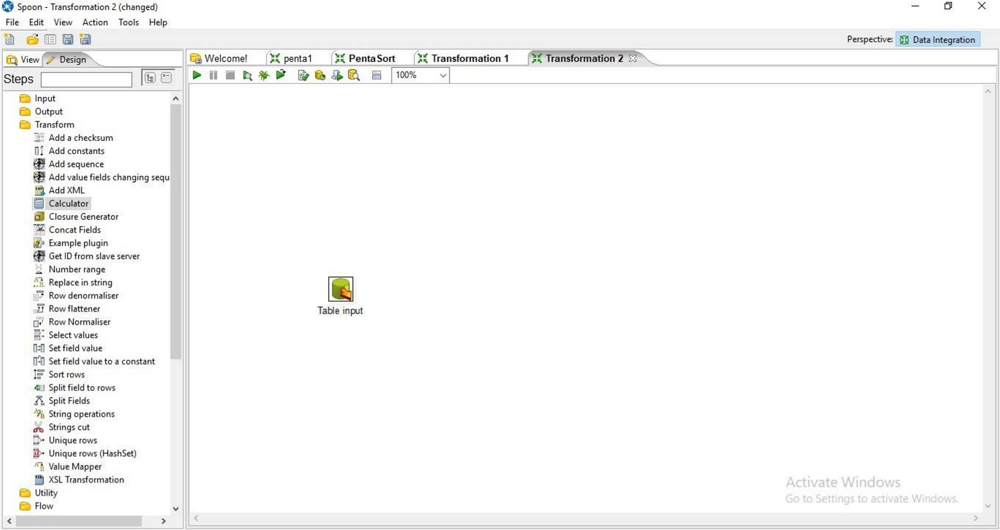 Spoon - Transformation 2 (changed)
File Edit View Action Tools Help
Perspective: Data Integration
View Design
Welcome! penta1 PentaSort Transformation 1 Transformation 2
Steps
100%
Input
Output
Transform
Add a checksum
Add constants
Add sequence
Add value fields changing sequ
Add XML
Calculator
Closure Generator
Concat Fields
Example plugin
Get ID from slave server
Number range
Replace in string
Row denormaliser
Row flattener
Row Normaliser
Select values
Set field value
Set field value to a constant
Sort rows
Split field to rows
Split Fields
String operations
Strings cut
Unique rows
Unique rows (HashSet)
Value Mapper
XSL Transformation
Utility
Flow
Table input
Activate Windows
Go to Settings to activate Windows.